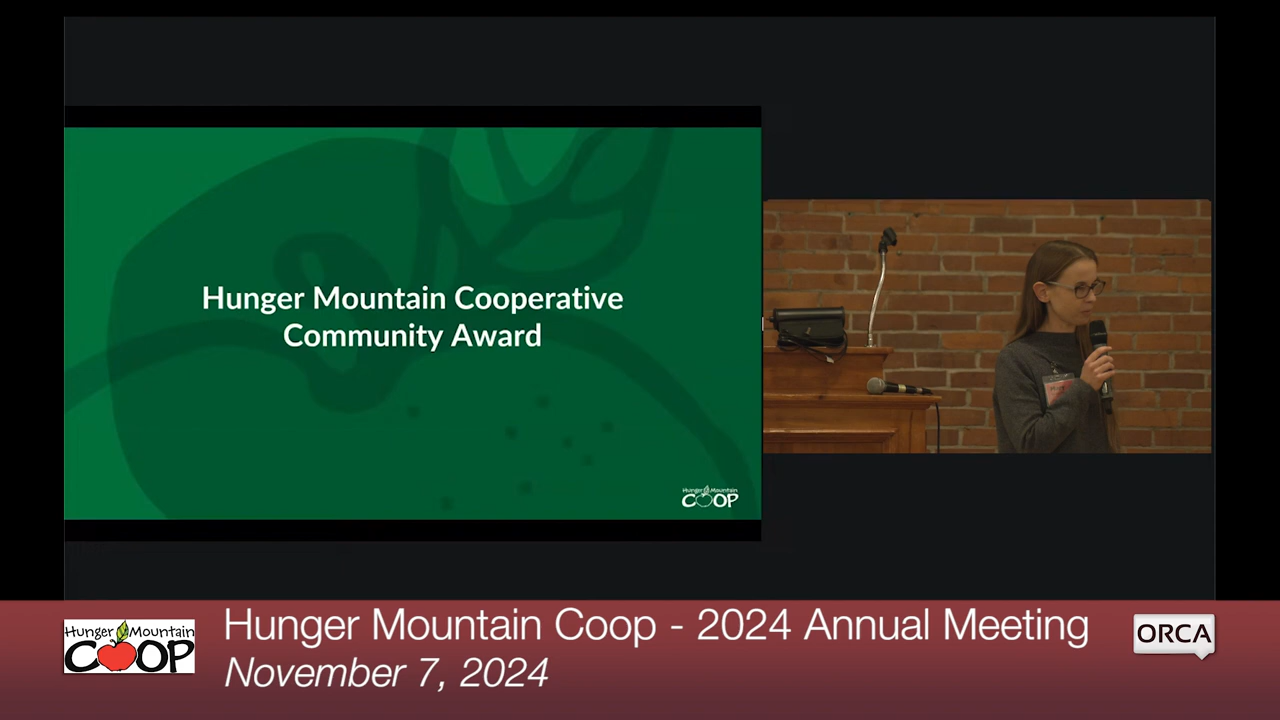 Hunger Mountain Cooperative
Community Award
Hunger Mountain
COOP
Hunger Mountain
COOP
Hunger Mountain Coop - 2024 Annual Meeting
November 7, 2024
ORCA